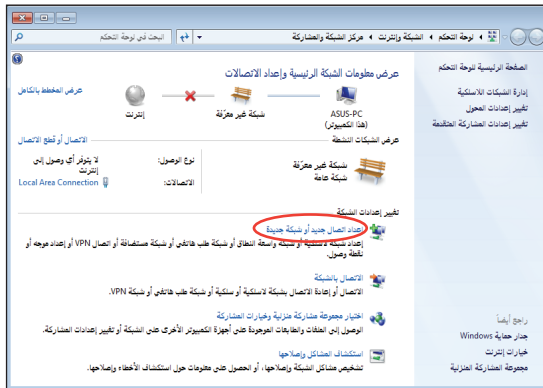 لوحة التحكم ‹ الشبكة وإنترنت ‹ مركز الشبكة والمشاركة
البحث في لوحة التحكم
الصفحة الرئيسية للوحة التحكم
إدارة الشبكات اللاسلكية
تغيير إعدادات المحول
تغيير إعدادات المشاركة المتقدمة
عرض معلومات الشبكة الرئيسية وإعداد الاتصالات
عرض المخطط بالكامل
ASUS-PC
(هذا الكمبيوتر)
شبكة غير معرّفة
إنترنت
عرض الشبكات النشطة
الاتصال أو قطع الاتصال
شبكة غير معرّفة
شبكة عامة
نوع الوصول:
لا يتوفر أي وصول إلى إنترنت
الاتصالات:
Local Area Connection
تغيير إعدادات الشبكة
إعداد اتصال جديد أو شبكة جديدة
إعداد شبكة لاسلكية أو شبكة واسعة النطاق أو شبكة طلب هاتفي أو شبكة مستضافة أو اتصال VPN أو إعداد موجه أو
نقطة وصول.
الاتصال بالشبكة
الاتصال أو إعادة الاتصال بشبكة لاسلكية أو سلكية أو شبكة طلب هاتفي أو شبكة VPN.
اختيار مجموعة مشاركة منزلية وخيارات المشاركة
الوصول إلى الملفات والطابعات الموجودة على أجهزة الكمبيوتر الأخرى على الشبكة أو تغيير إعدادات المشاركة.
استكشاف المشاكل وإصلاحها
تشخيص مشاكل الشبكة وإصلاحها، أو الحصول على معلومات حول استكشاف الأخطاء وإصلاحها.
راجع أيضاً
جدار حماية Windows
خيارات إنترنت
مجموعة المشاركة المنزلية